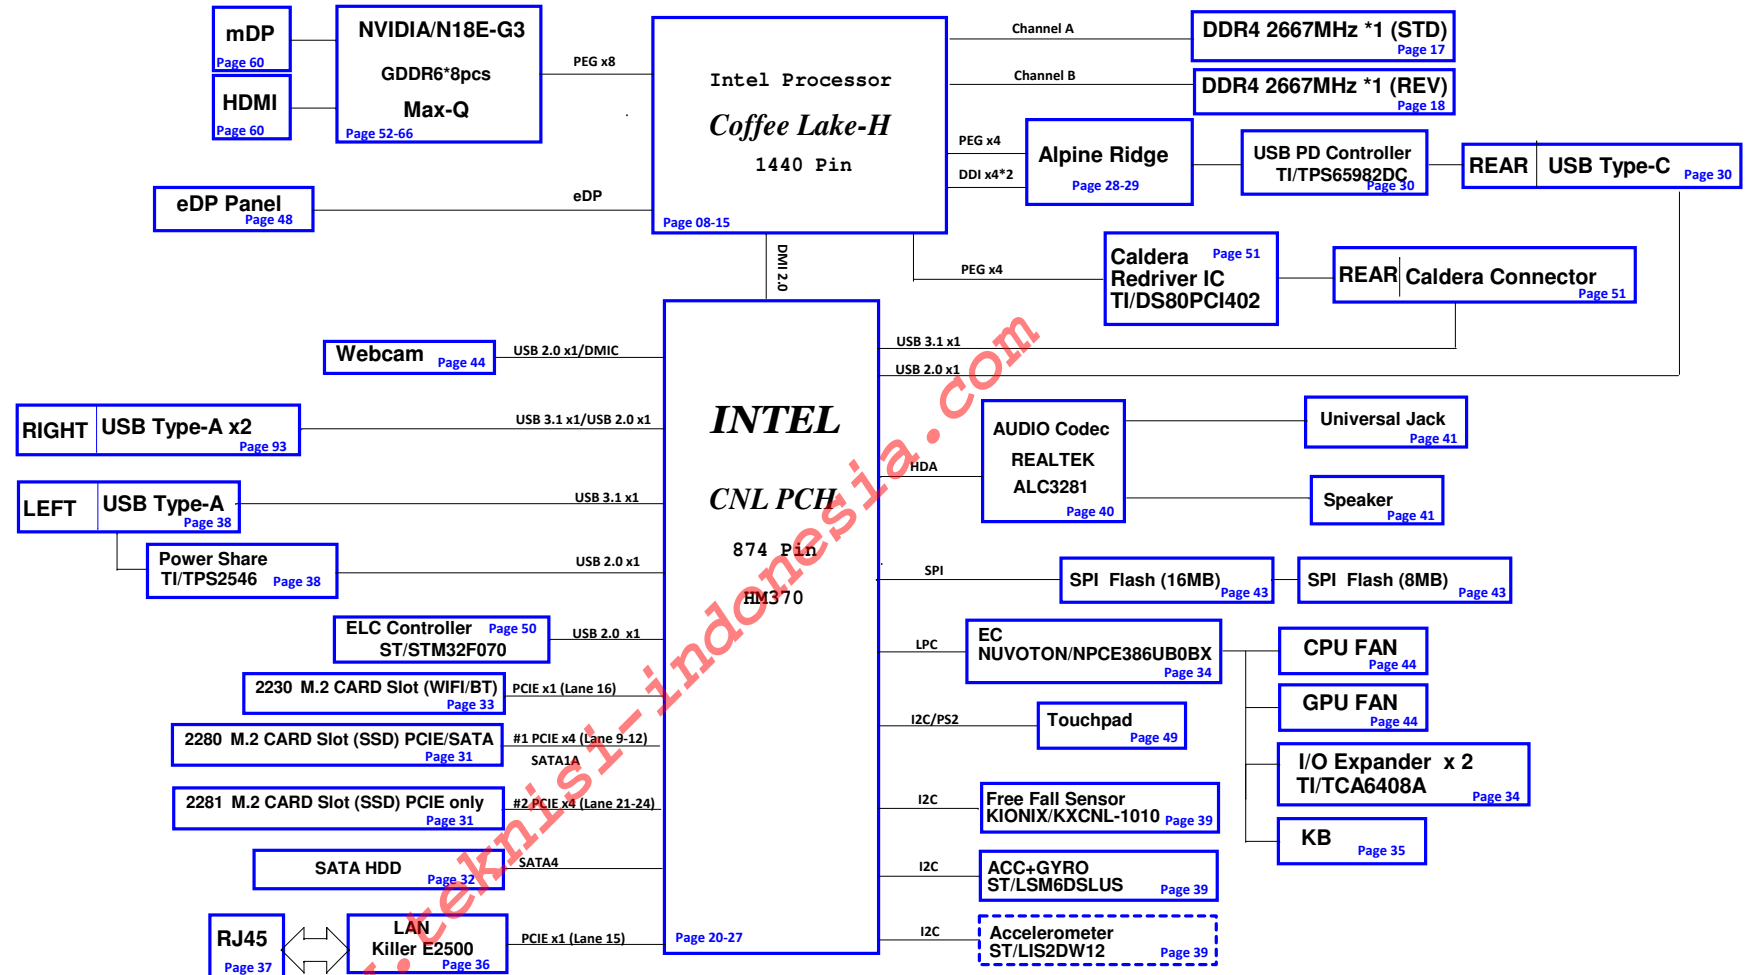 mDP
Page 60
HDMI
Page 60
NVIDIA/N18E-G3
GDDR6*8pcs
Max-Q
Page 52-66
PEG x8
eDP Panel
Page 48
eDP
Intel Processor
Coffee Lake-H
1440 Pin
Page 08-15
Channel A
DDR4 2667MHz *1 (STD)
Page 17
Channel B
DDR4 2667MHz *1 (REV)
Page 18
PEG x4
DDI x4*2
Alpine Ridge
Page 28-29
USB PD Controller
TI/TPS65982DC
Page 30
REAR
USB Type-C
Page 30
DMI 2.0
PEG x4
Caldera
Page 51
Redriver IC
TI/DS80PCI402
REAR
Caldera Connector
Page 51
USB 3.1 x1
USB 2.0 x1
Webcam
Page 44
USB 2.0 x1/DMIC
RIGHT
USB Type-A x2
Page 93
USB 3.1 x1/USB 2.0 x1
LEFT
USB Type-A
Page 38
USB 3.1 x1
Power Share
TI/TPS2546
Page 38
USB 2.0 x1
ELC Controller
Page 50
ST/STM32F070
USB 2.0 x1
2230 M.2 CARD Slot (WIFI/BT)
Page 33
PCIE x1 (Lane 16)
2280 M.2 CARD Slot (SSD) PCIE/SATA
Page 31
#1 PCIE x4 (Lane 9-12)
SATA1A
2281 M.2 CARD Slot (SSD) PCIE only
Page 31
#2 PCIE x4 (Lane 21-24)
SATA HDD
Page 32
SATA4
RJ45
Page 37
LAN
Killer E2500
Page 36
PCIE x1 (Lane 15)
INTEL
CNL PCH
874 Pin
HM370
Page 20-27
HDA
AUDIO Codec
REALTEK
ALC3281
Page 40
Universal Jack
Page 41
Speaker
Page 41
SPI
SPI Flash (16MB)
Page 43
SPI Flash (8MB)
Page 43
LPC
EC
NUVOTON/NPCE386UB0BX
Page 34
CPU FAN
Page 44
GPU FAN
Page 44
I/O Expander x 2
TI/TCA6408A
Page 34
KB
Page 35
I2C/PS2
Touchpad
Page 49
I2C
Free Fall Sensor
KIONIX/KXCNL-1010
Page 39
I2C
ACC+GYRO
ST/LSM6DSLUS
Page 39
I2C
Accelerometer
ST/LIS2DW12
Page 39
.teknisi-indonesia.com